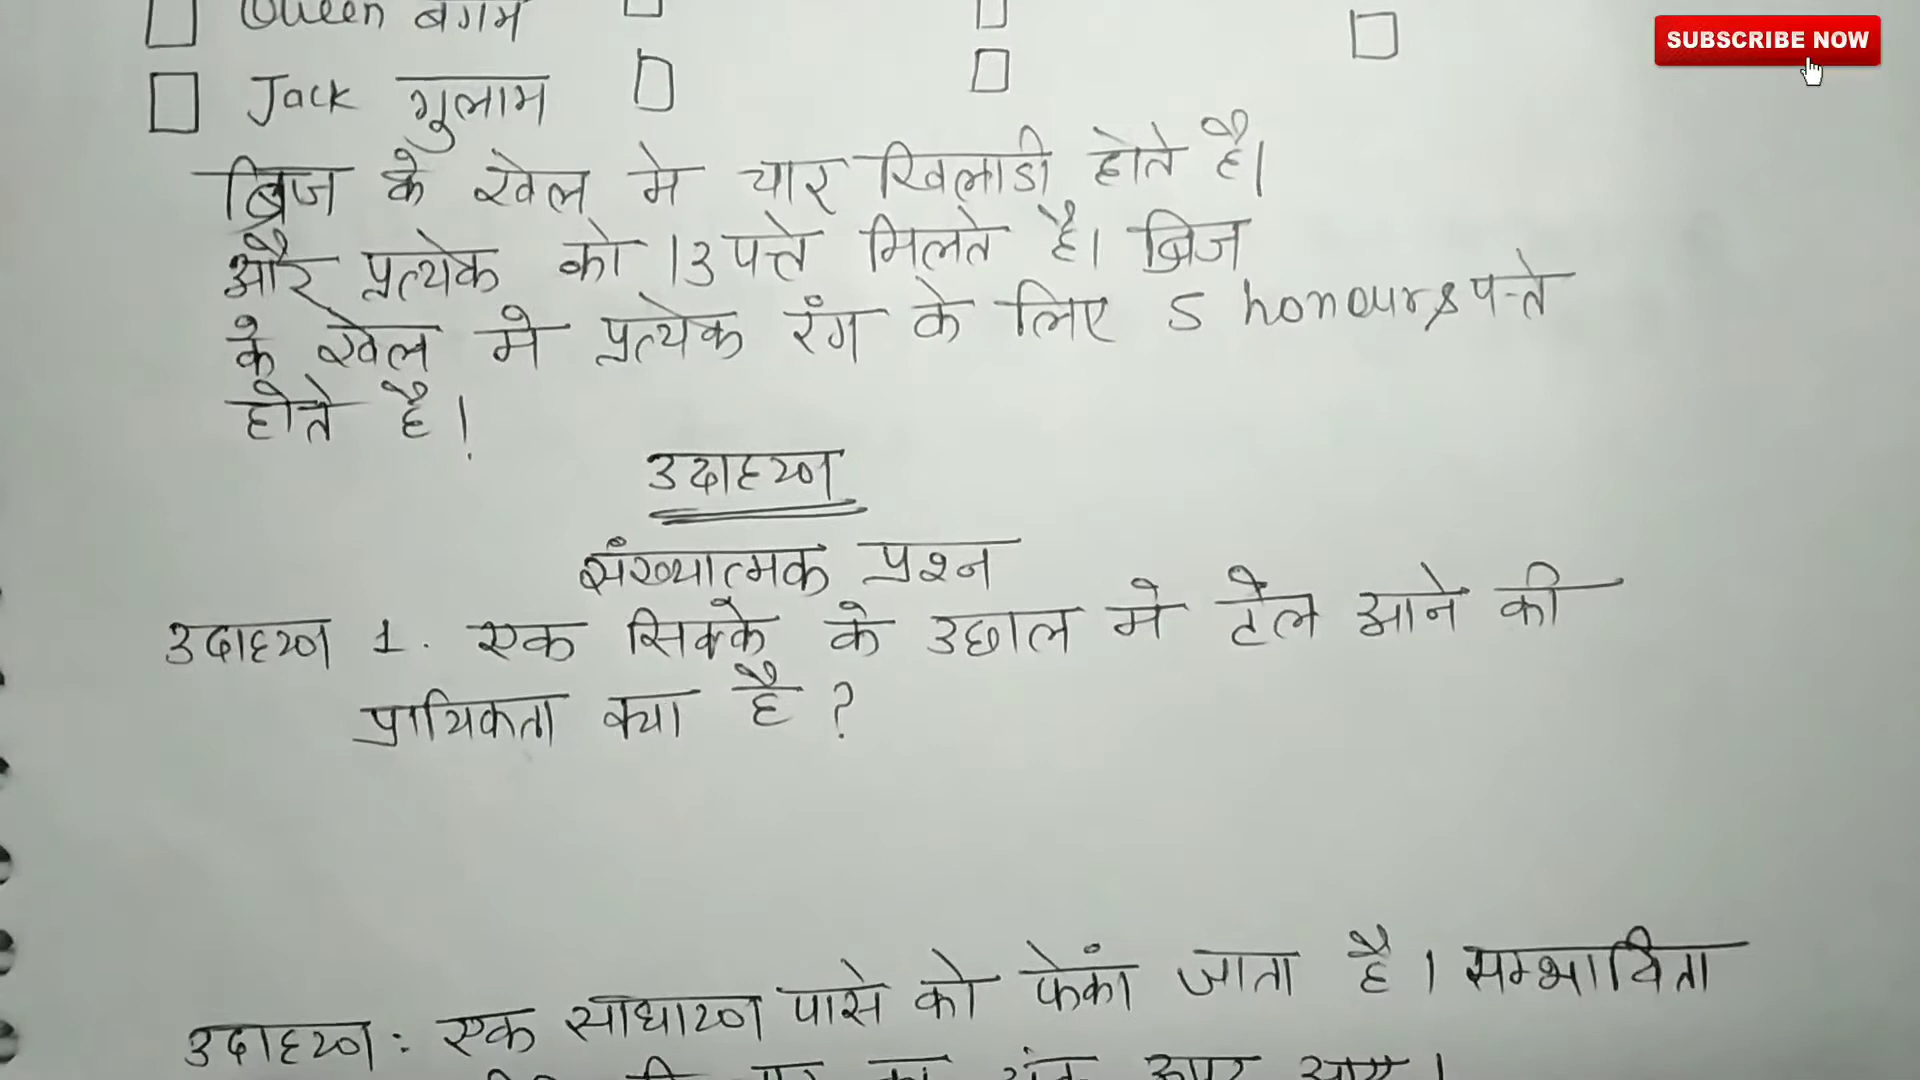 Queen बेगम
SUBSCRIBE NOW
Jack गुलाम
ब्रिज के खेल मे चार खिलाडी होते है।
और प्रत्येक को 13 पत्ते मिलते है। ब्रिज
के खेल मे प्रत्येक रंग के लिए 5 honours पत्ते
होते है।
उदाहरण
संख्यात्मक प्रश्न
उदाहरण 1. एक सिक्के के उछाल मे टेल आने की
प्रायिकता क्या है ?
उदाहरण : एक साधारण पासे को फेकां जाता है । सम्भाविता